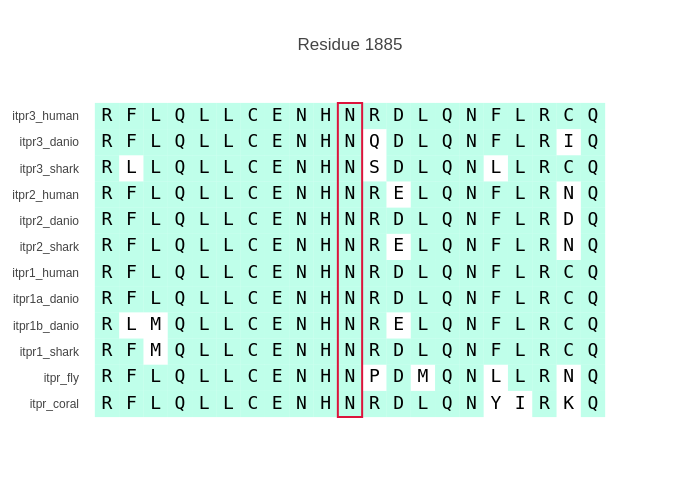 Residue 1885
itpr3_human R F L Q L L C E N H N R D L Q N F L R C Q
itpr3_danio R F L Q L L C E N H N Q D L Q N F L R I Q
itpr3_shark R L L Q L L C E N H N S D L Q N L L R C Q
itpr2_human R F L Q L L C E N H N R E L Q N F L R N Q
itpr2_danio R F L Q L L C E N H N R D L Q N F L R D Q
itpr2_shark R F L Q L L C E N H N R E L Q N F L R N Q
itpr1_human R F L Q L L C E N H N R D L Q N F L R C Q
itpr1a_danio R F L Q L L C E N H N R D L Q N F L R C Q
itpr1b_danio R L M Q L L C E N H N R E L Q N F L R C Q
itpr1_shark R F M Q L L C E N H N R D L Q N F L R C Q
itpr_fly R F L Q L L C E N H N P D M Q N L L R N Q
itpr_coral R F L Q L L C E N H N R D L Q N Y I R K Q